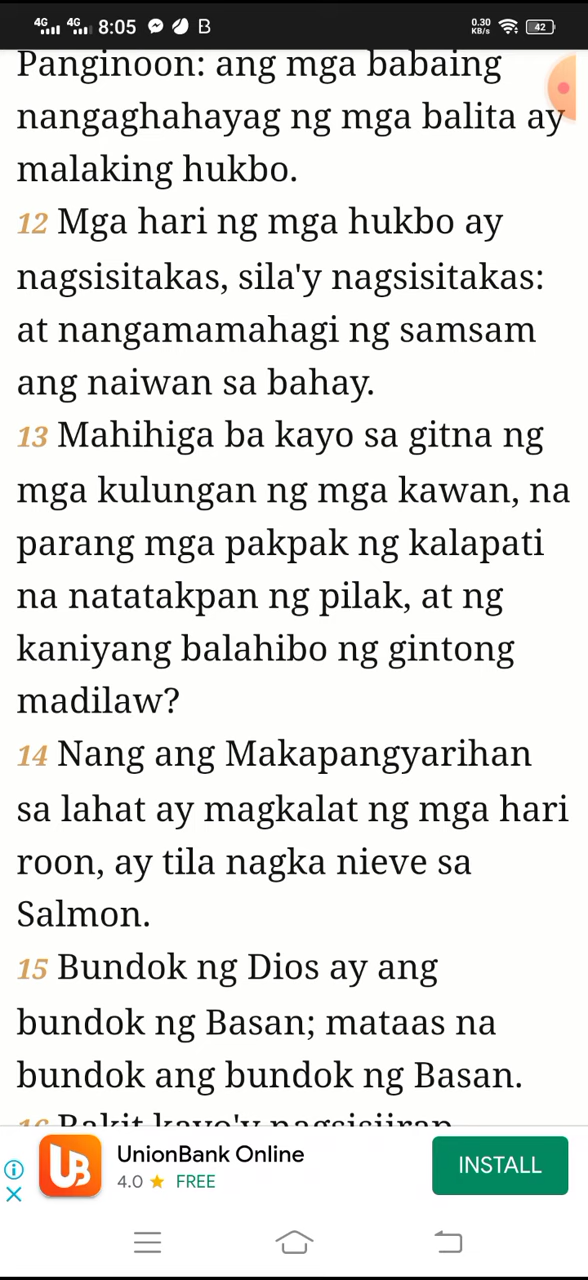 4G 4G 8:05 B 0.30 KB/s 42
Panginoon: ang mga babaing
nangaghahayag ng mga balita ay
malaking hukbo.
12 Mga hari ng mga hukbo ay
nagsisitakas, sila'y nagsisitakas:
at nangamamahagi ng samsam
ang naiwan sa bahay.
13 Mahihiga ba kayo sa gitna ng
mga kulungan ng mga kawan, na
parang mga pakpak ng kalapati
na natatakpan ng pilak, at ng
kaniyang balahibo ng gintong
madilaw?
14 Nang ang Makapangyarihan
sa lahat ay magkalat ng mga hari
roon, ay tila nagka nieve sa
Salmon.
15 Bundok ng Dios ay ang
bundok ng Basan; mataas na
bundok ang bundok ng Basan.
16 Bakit kayo'y nagsisiirap
UB
UnionBank Online
4.0 ★ FREE
INSTALL